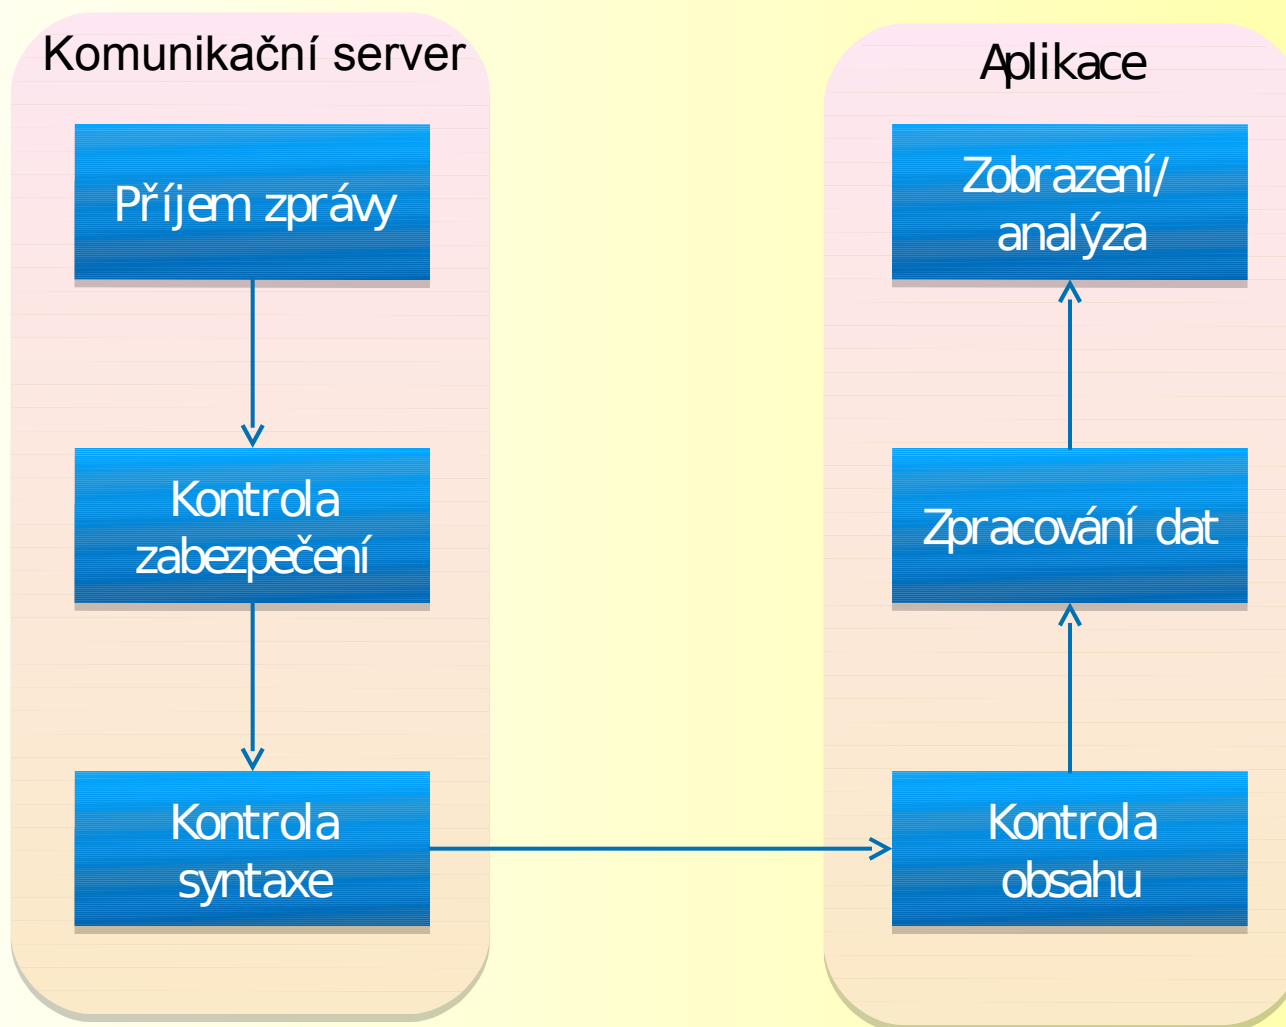 Komunikační server
Příjem zprávy
Kontrola
zabezpečení
Kontrola
syntaxe
Aplikace
Zobrazení/
analýza
Zpracování dat
Kontrola
obsahu